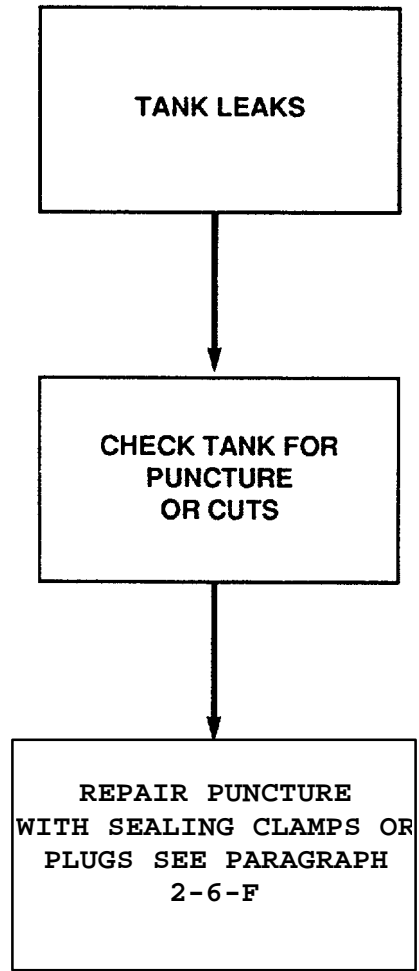 TANK LEAKS
CHECK TANK FOR
PUNCTURE
OR CUTS
REPAIR PUNCTURE
WITH SEALING CLAMPS OR
PLUGS SEE PARAGRAPH
2-6-F